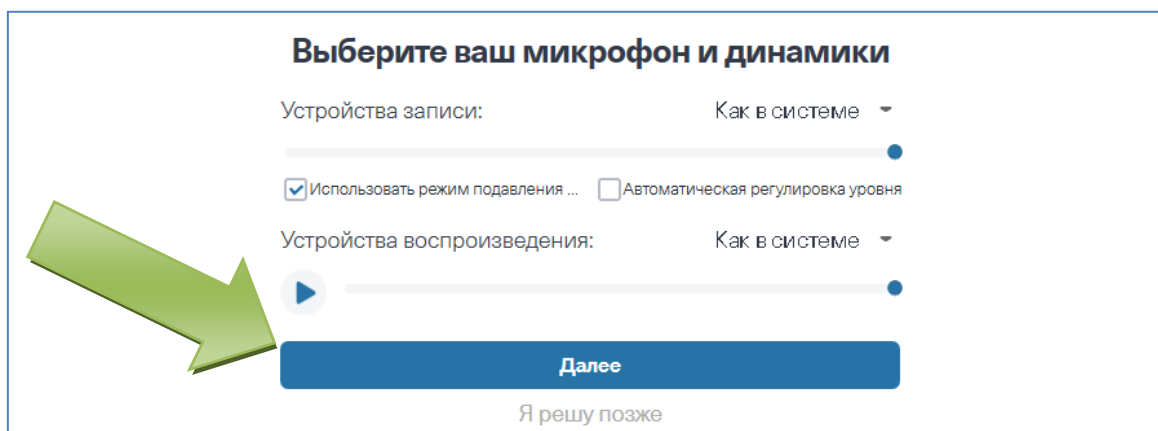 Выберите ваш микрофон и динамики
Устройства записи: Как в системе
Использовать режим подавления ... Автоматическая регулировка уровня
Устройства воспроизведения: Как в системе
Далее
Я решу позже